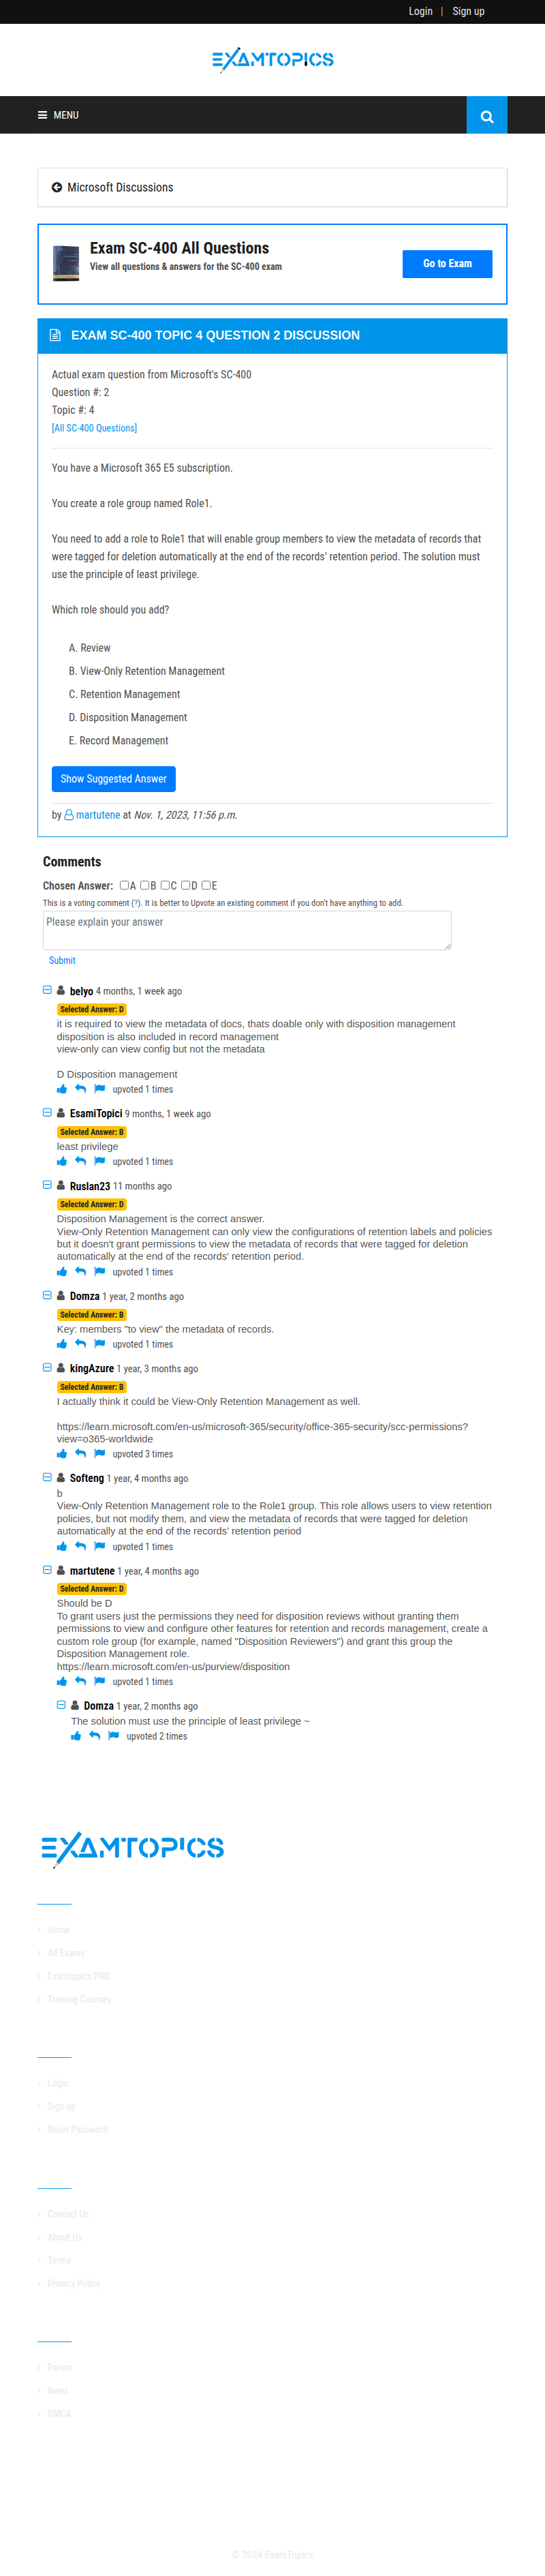 Login | Sign up
EXAMTOPICS
MENU
Microsoft Discussions
Exam SC-400 All Questions
View all questions & answers for the SC-400 exam
Go to Exam
EXAM SC-400 TOPIC 4 QUESTION 2 DISCUSSION
Actual exam question from Microsoft's SC-400
Question #: 2
Topic #: 4
[All SC-400 Questions]
You have a Microsoft 365 E5 subscription.
You create a role group named Role1.
You need to add a role to Role1 that will enable group members to view the metadata of records that
were tagged for deletion automatically at the end of the records’ retention period. The solution must
use the principle of least privilege.
Which role should you add?
A. Review
B. View-Only Retention Management
C. Retention Management
D. Disposition Management
E. Record Management
Show Suggested Answer
by martutene at Nov. 1, 2023, 11:56 p.m.
Comments
Chosen Answer: A B C D E
This is a voting comment (?). It is better to Upvote an existing comment if you don't have anything to add.
Please explain your answer
Submit
belyo 4 months, 1 week ago
Selected Answer: D
it is required to view the metadata of docs, thats doable only with disposition management
disposition is also included in record management
view-only can view config but not the metadata
D Disposition management
upvoted 1 times
EsamiTopici 9 months, 1 week ago
Selected Answer: B
least privilege
upvoted 1 times
Ruslan23 11 months ago
Selected Answer: D
Disposition Management is the correct answer.
View-Only Retention Management can only view the configurations of retention labels and policies
but it doesn't grant permissions to view the metadata of records that were tagged for deletion
automatically at the end of the records' retention period.
upvoted 1 times
Domza 1 year, 2 months ago
Selected Answer: B
Key: members "to view" the metadata of records.
upvoted 1 times
kingAzure 1 year, 3 months ago
Selected Answer: B
I actually think it could be View-Only Retention Management as well.
https://learn.microsoft.com/en-us/microsoft-365/security/office-365-security/scc-permissions?
view=o365-worldwide
upvoted 3 times
Softeng 1 year, 4 months ago
b
View-Only Retention Management role to the Role1 group. This role allows users to view retention
policies, but not modify them, and view the metadata of records that were tagged for deletion
automatically at the end of the records' retention period
upvoted 1 times
martutene 1 year, 4 months ago
Selected Answer: D
Should be D
To grant users just the permissions they need for disposition reviews without granting them
permissions to view and configure other features for retention and records management, create a
custom role group (for example, named "Disposition Reviewers") and grant this group the
Disposition Management role.
https://learn.microsoft.com/en-us/purview/disposition
upvoted 1 times
Domza 1 year, 2 months ago
The solution must use the principle of least privilege ~
upvoted 2 times
EXAMTOPICS
Home
All Exams
Examtopics PRO
Training Courses
Login
Sign up
Reset Password
Contact Us
About Us
Terms
Privacy Policy
Forum
News
DMCA
© 2024 ExamTopics